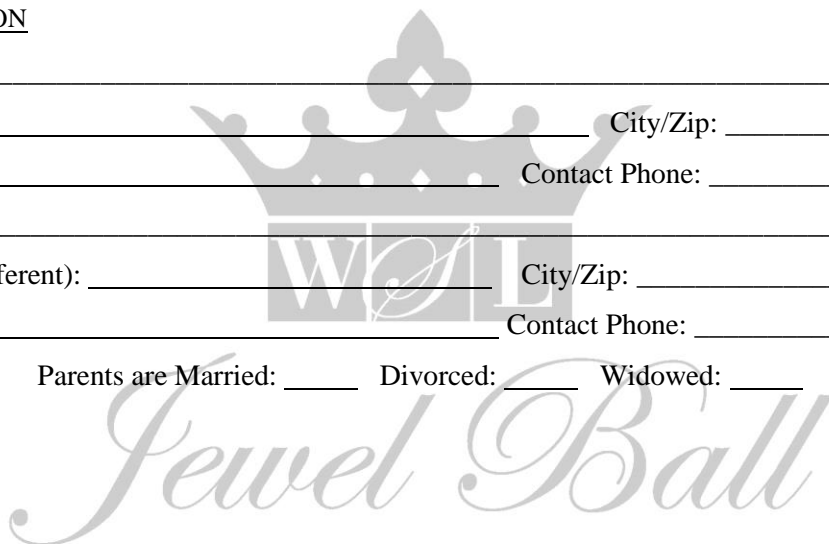 ON
City/Zip:
Contact Phone:
WSL
fferent): City/Zip:
Contact Phone:
Parents are Married: Divorced: Widowed:
Jewel Ball